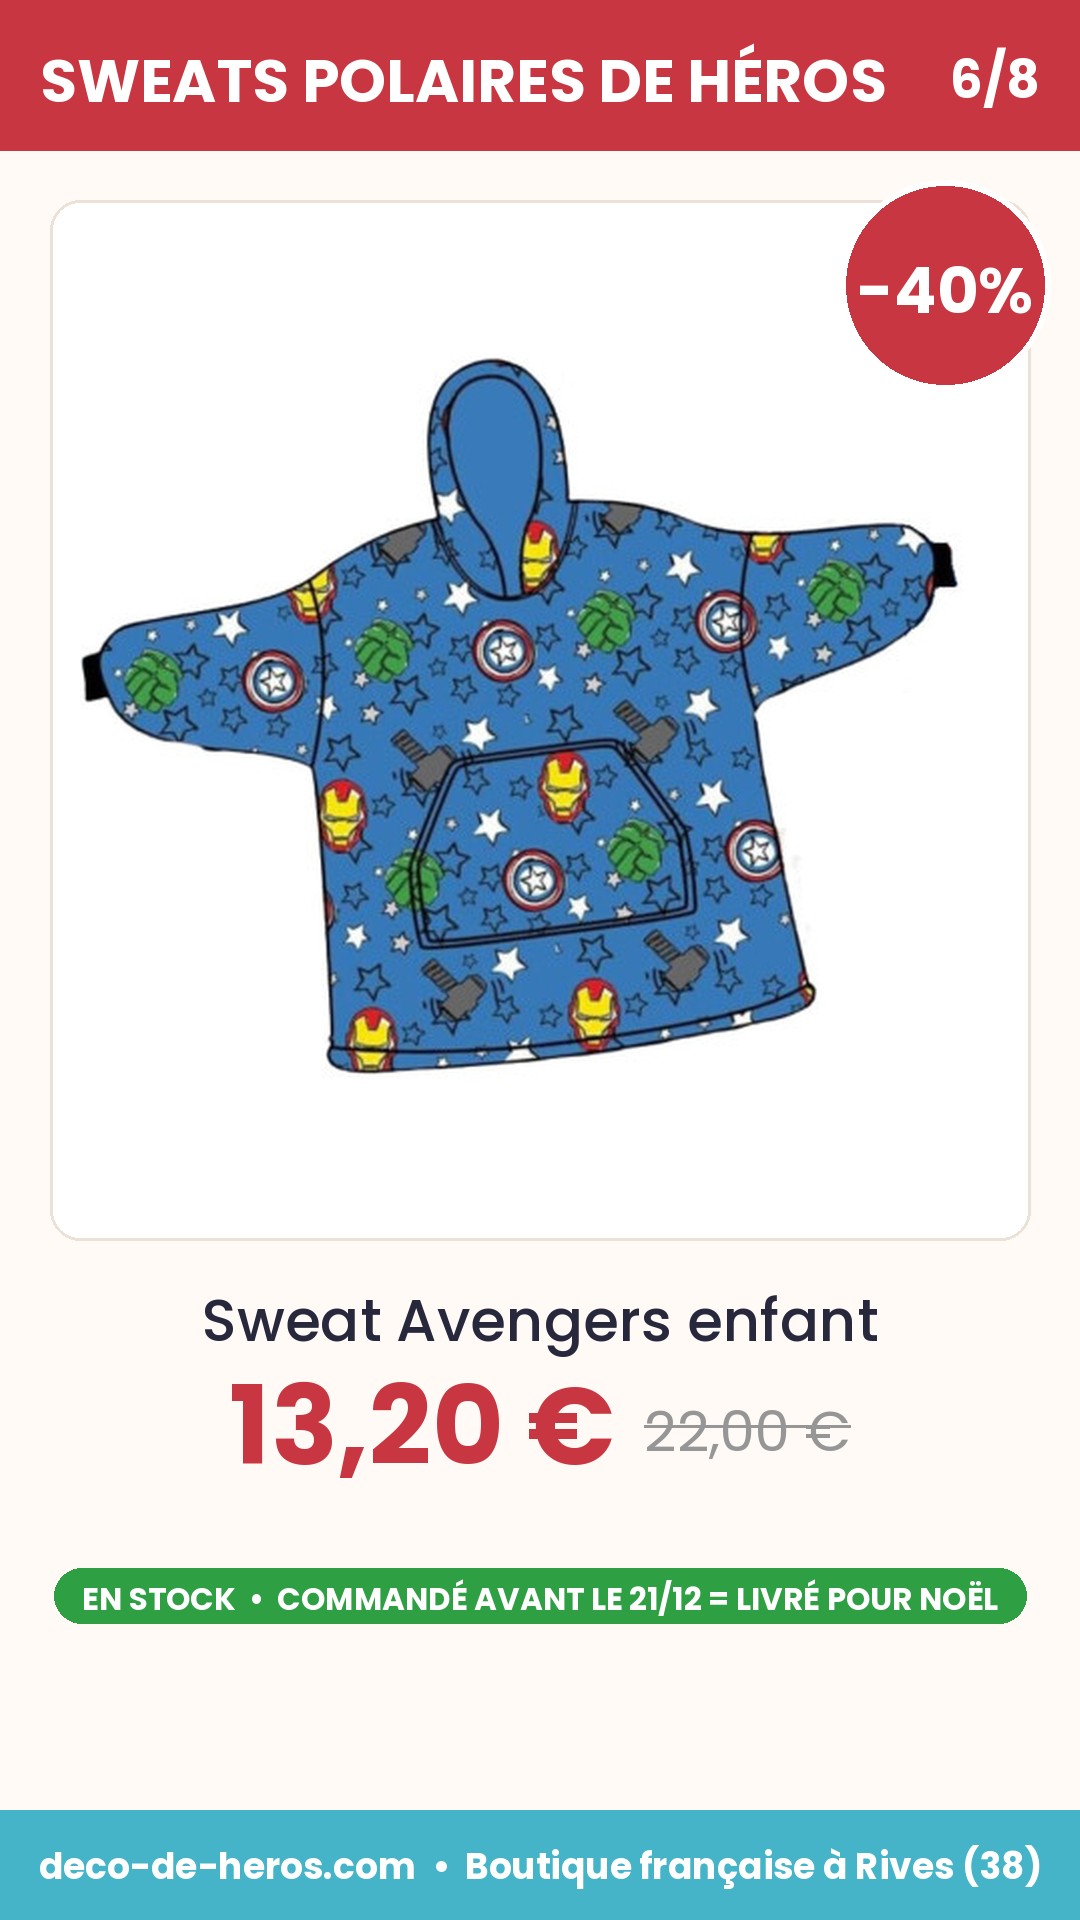 SWEATS POLAIRES DE HÉROS 6/8
-40%
Sweat Avengers enfant
13,20 € 22,00 €
EN STOCK • COMMANDÉ AVANT LE 21/12 = LIVRÉ POUR NOËL
deco-de-heros.com • Boutique française à Rives (38)